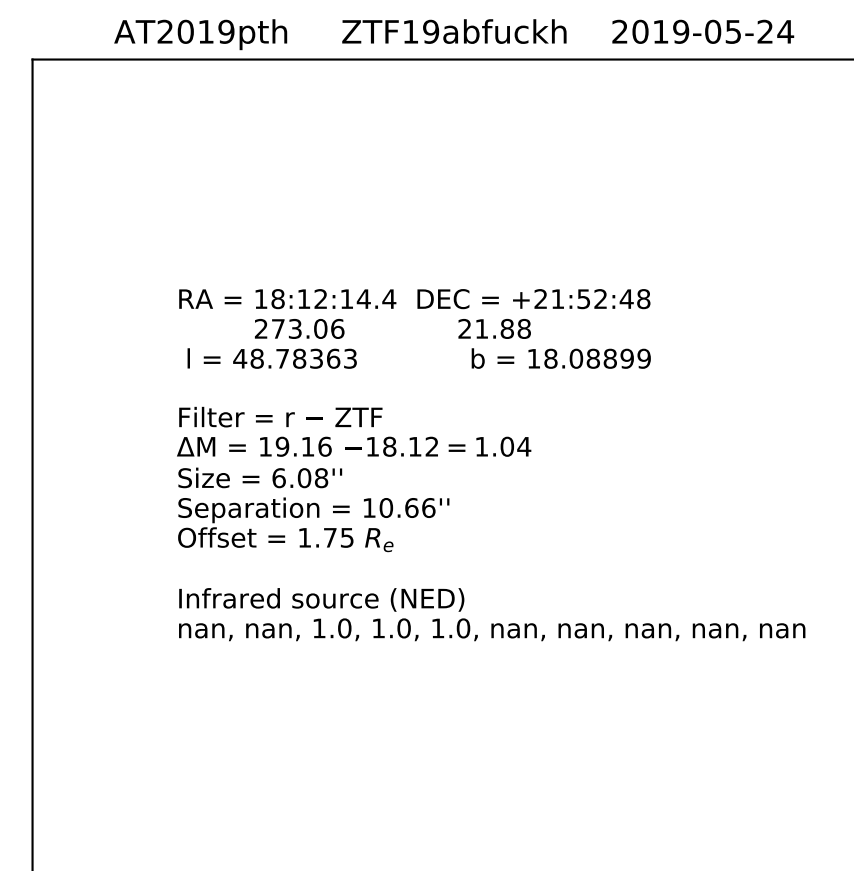 AT2019pth ZTF19abfuckh 2019-05-24
RA = 18:12:14.4 DEC = +21:52:48
273.06 21.88
l = 48.78363 b = 18.08899
Filter = r − ZTF
ΔM = 19.16 −18.12 = 1.04
Size = 6.08''
Separation = 10.66''
Offset = 1.75 Rₑ
Infrared source (NED)
nan, nan, 1.0, 1.0, 1.0, nan, nan, nan, nan, nan